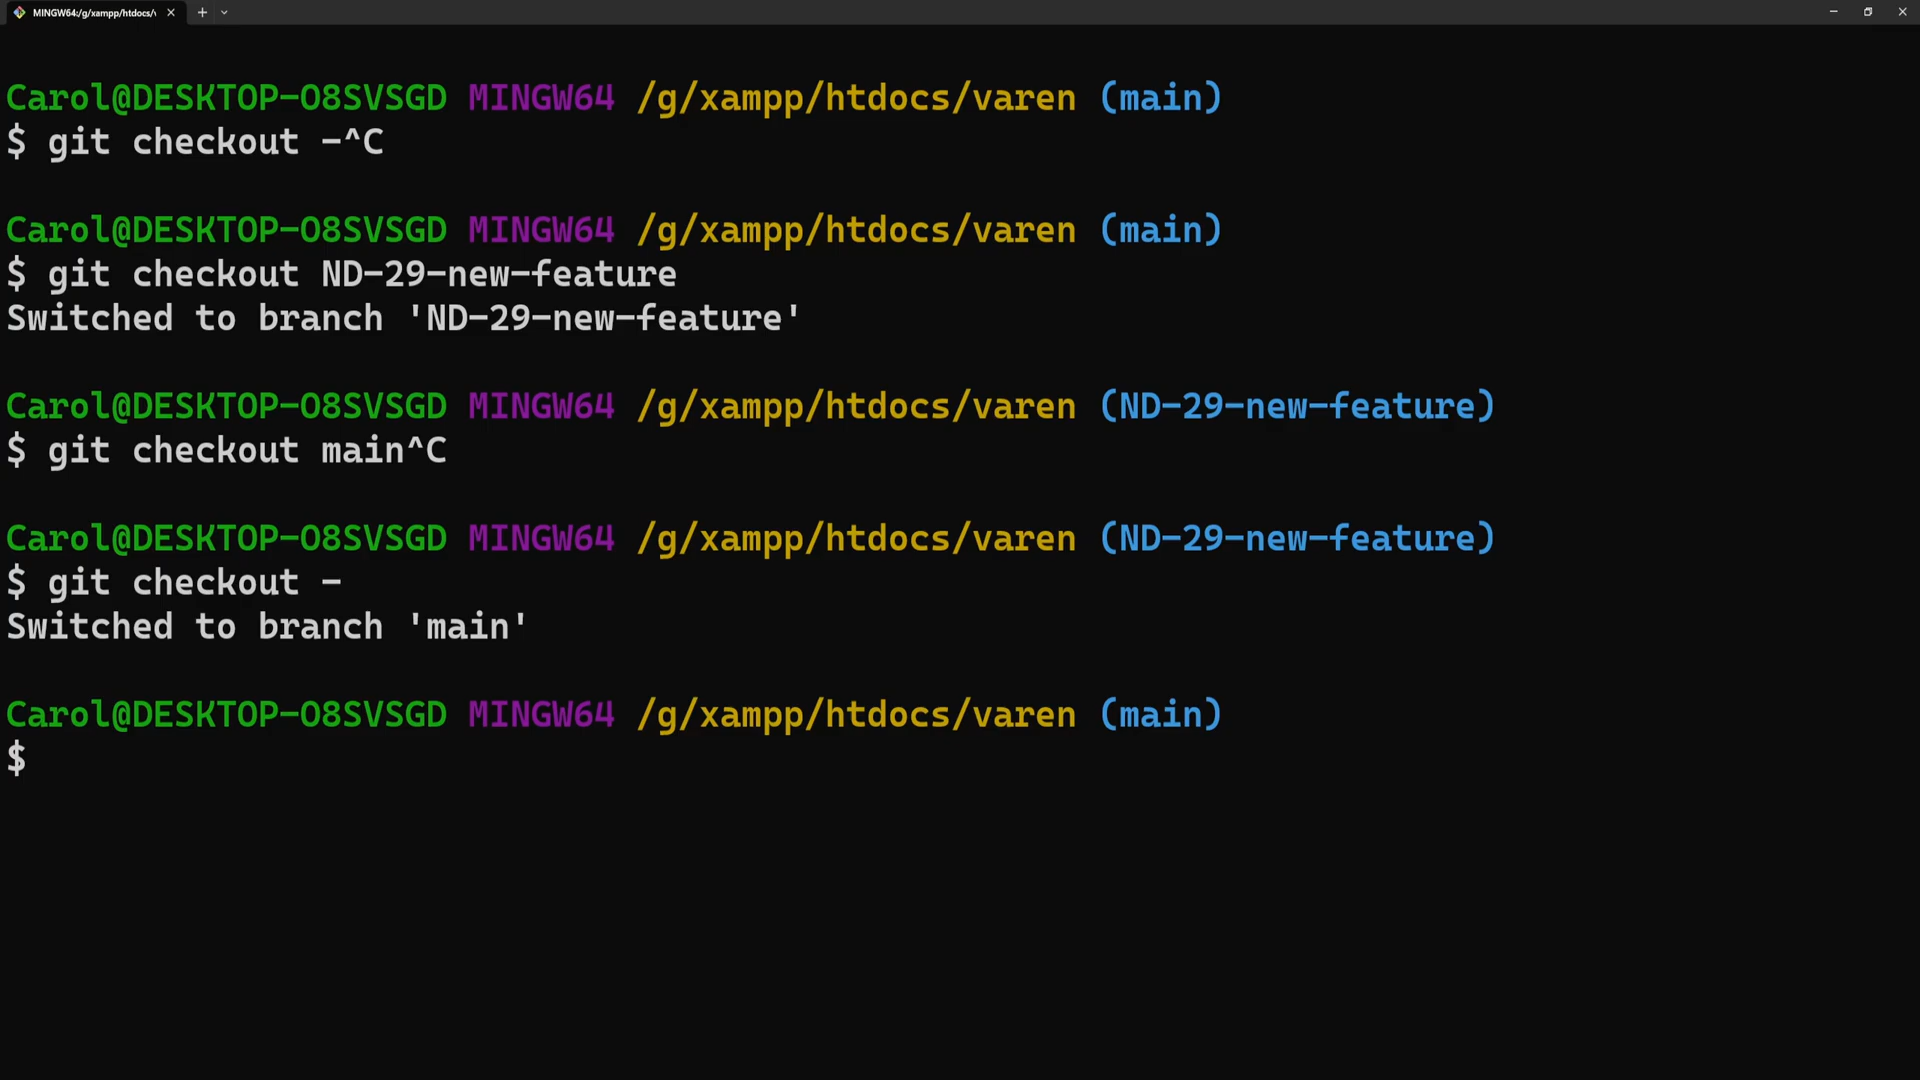 MINGW64:/g/xampp/htdocs/
Carol@DESKTOP-O8SVSGD MINGW64 /g/xampp/htdocs/varen (main)
$ git checkout -^C
Carol@DESKTOP-O8SVSGD MINGW64 /g/xampp/htdocs/varen (main)
$ git checkout ND-29-new-feature
Switched to branch 'ND-29-new-feature'
Carol@DESKTOP-O8SVSGD MINGW64 /g/xampp/htdocs/varen (ND-29-new-feature)
$ git checkout main^C
Carol@DESKTOP-O8SVSGD MINGW64 /g/xampp/htdocs/varen (ND-29-new-feature)
$ git checkout -
Switched to branch 'main'
Carol@DESKTOP-O8SVSGD MINGW64 /g/xampp/htdocs/varen (main)
$